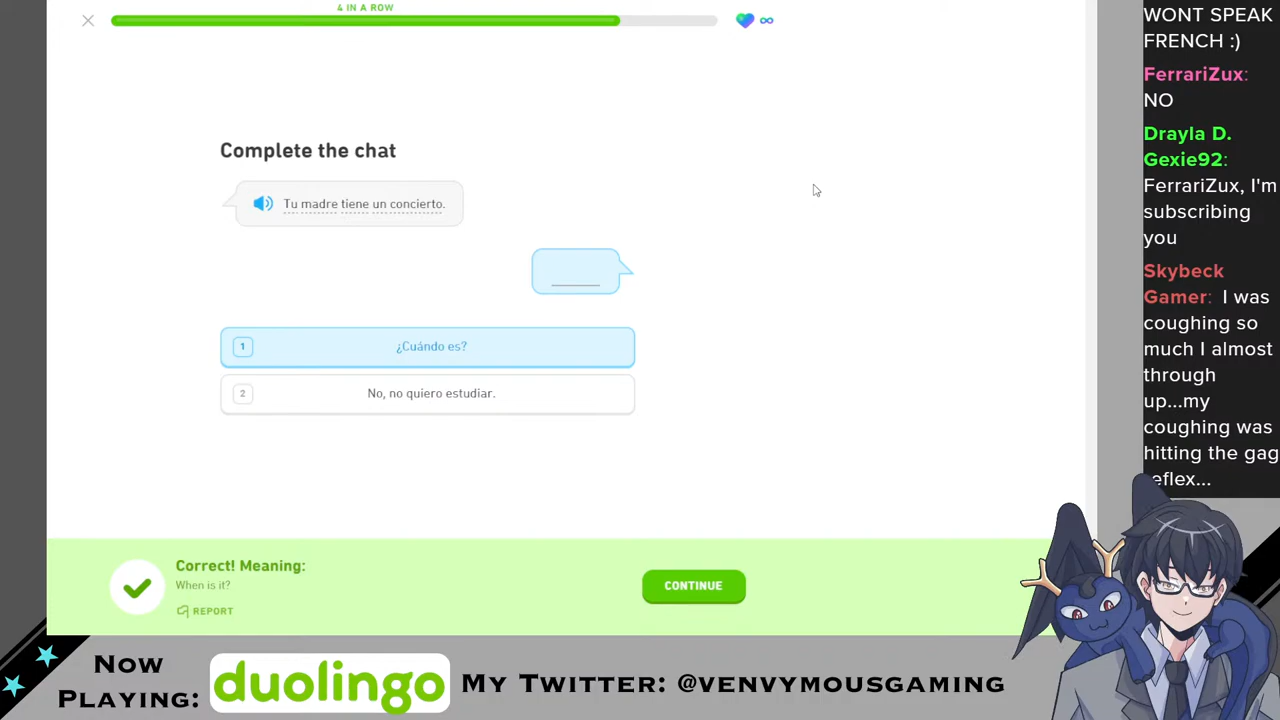 4 IN A ROW
Complete the chat
Tu madre tiene un concierto.
1 ¿Cuándo es?
2 No, no quiero estudiar.
Correct! Meaning:
When is it?
REPORT
CONTINUE
WONT SPEAK
FRENCH :)
FerrariZux:
NO
Drayla D.
Gexie92:
FerrariZux, I'm
subscribing
you
Skybeck
Gamer: I was
coughing so
much I almost
through
up...my
coughing was
hitting the gag
reflex...
NOW
PLAYING:
duolingo
MY TWITTER: @VENVYMOUSGAMING